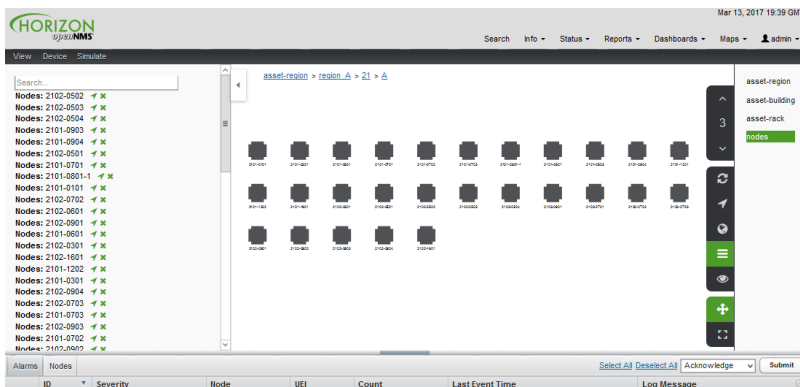 Mar 13, 2017 19:39 GM
HORIZON
openNMS
Search Info Status Reports Dashboards Maps admin
View Device Simulate
Search...
asset-region > region_A > 21 > A
Nodes: 2102-0502
Nodes: 2102-0503
Nodes: 2102-0504
Nodes: 2101-0903
Nodes: 2101-0904
Nodes: 2102-0501
Nodes: 2101-0701
Nodes: 2101-0801-1
Nodes: 2101-0101
Nodes: 2102-0702
Nodes: 2102-0601
Nodes: 2102-0901
Nodes: 2101-0601
Nodes: 2102-0301
Nodes: 2102-1601
Nodes: 2101-1202
Nodes: 2101-0301
Nodes: 2102-0904
Nodes: 2102-0703
Nodes: 2101-0703
Nodes: 2102-0903
Nodes: 2101-0702
Nodes: 2102-0902
3
asset-region
asset-building
asset-rack
nodes
Alarms Nodes
Select All Deselect All Acknowledge Submit
ID Severity Node UEI Count Last Event Time Log Message